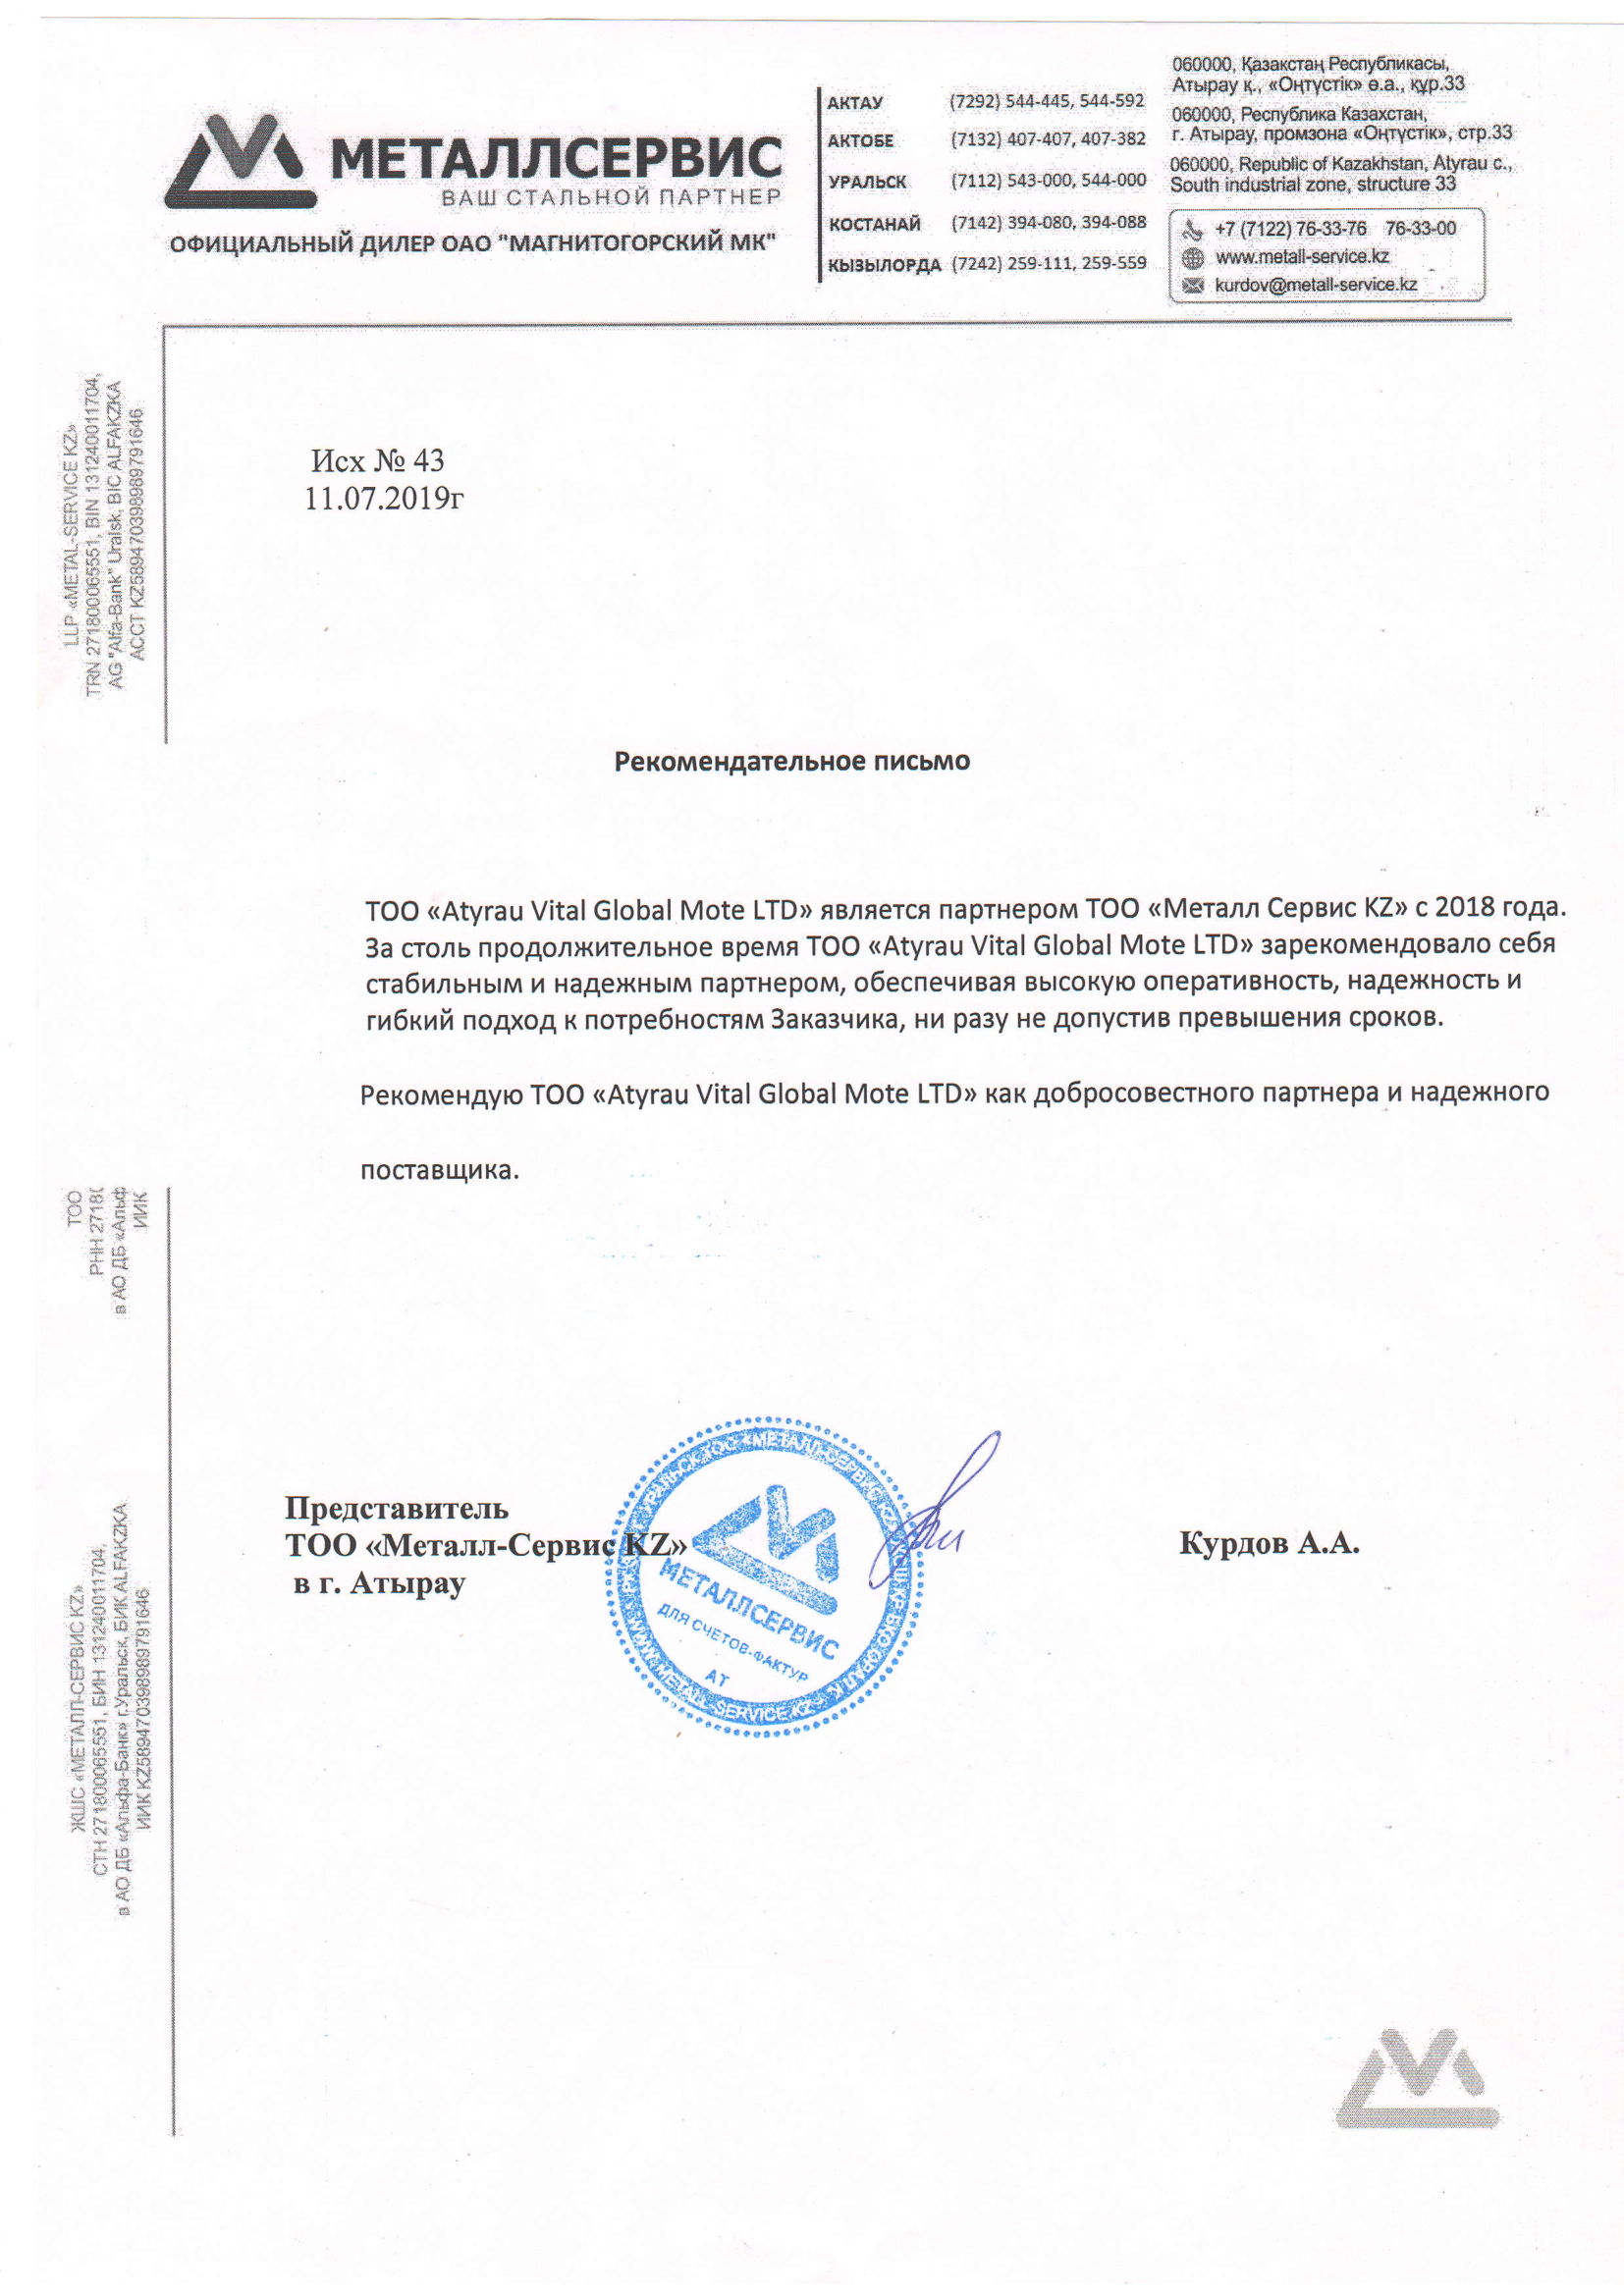 МЕТАЛЛСЕРВИС
ВАШ СТАЛЬНОЙ ПАРТНЕР
ОФИЦИАЛЬНЫЙ ДИЛЕР ОАО "МАГНИТОГОРСКИЙ МК"
АКТАУ (7292) 544-445, 544-592
АКТОБЕ (7132) 407-407, 407-382
УРАЛЬСК (7112) 543-000, 544-000
КОСТАНАЙ (7142) 394-080, 394-088
КЫЗЫЛОРДА (7242) 259-111, 259-559
060000, Қазакстаң Республикасы,
Атырау қ., «Оңтүстік» ө.а., құр.33
060000, Республика Казахстан,
г. Атырау, промзона «Оңтүстік», стр.33
060000, Republic of Kazakhstan, Atyrau c.,
South industrial zone, structure 33
+7 (7122) 76-33-76 76-33-00
www.metall-service.kz
kurdov@metall-service.kz
LLP «METAL-SERVICE KZ»
TRN 271800065551, BIN 131240011704,
AG "Alfa-Bank" Uralsk, BIC ALFAKZKA
ACCT KZ589470398989791646
Исх № 43
11.07.2019г
Рекомендательное письмо
ТОО «Atyrau Vital Global Mote LTD» является партнером ТОО «Металл Сервис KZ» с 2018 года.
За столь продолжительное время ТОО «Atyrau Vital Global Mote LTD» зарекомендовало себя
стабильным и надежным партнером, обеспечивая высокую оперативность, надежность и
гибкий подход к потребностям Заказчика, ни разу не допустив превышения сроков.
Рекомендую ТОО «Atyrau Vital Global Mote LTD» как добросовестного партнера и надежного
поставщика.
ТОО
РНН 2718
в АО ДБ «Альф
ИИК
ЖШС «МЕТАЛЛ-СЕРВИС KZ»
СТН 271800065551, БИН 131240011704,
в АО ДБ «Альфа-Банк» г.Уральск, БИК ALFAKZKA
ИИК KZ589470398989791646
Представитель
ТОО «Металл-Сервис KZ»
в г. Атырау
Курдов А.А.
МЕТАЛЛСЕРВИС
ДЛЯ СЧЕТОВ-ФАКТУР
АТ